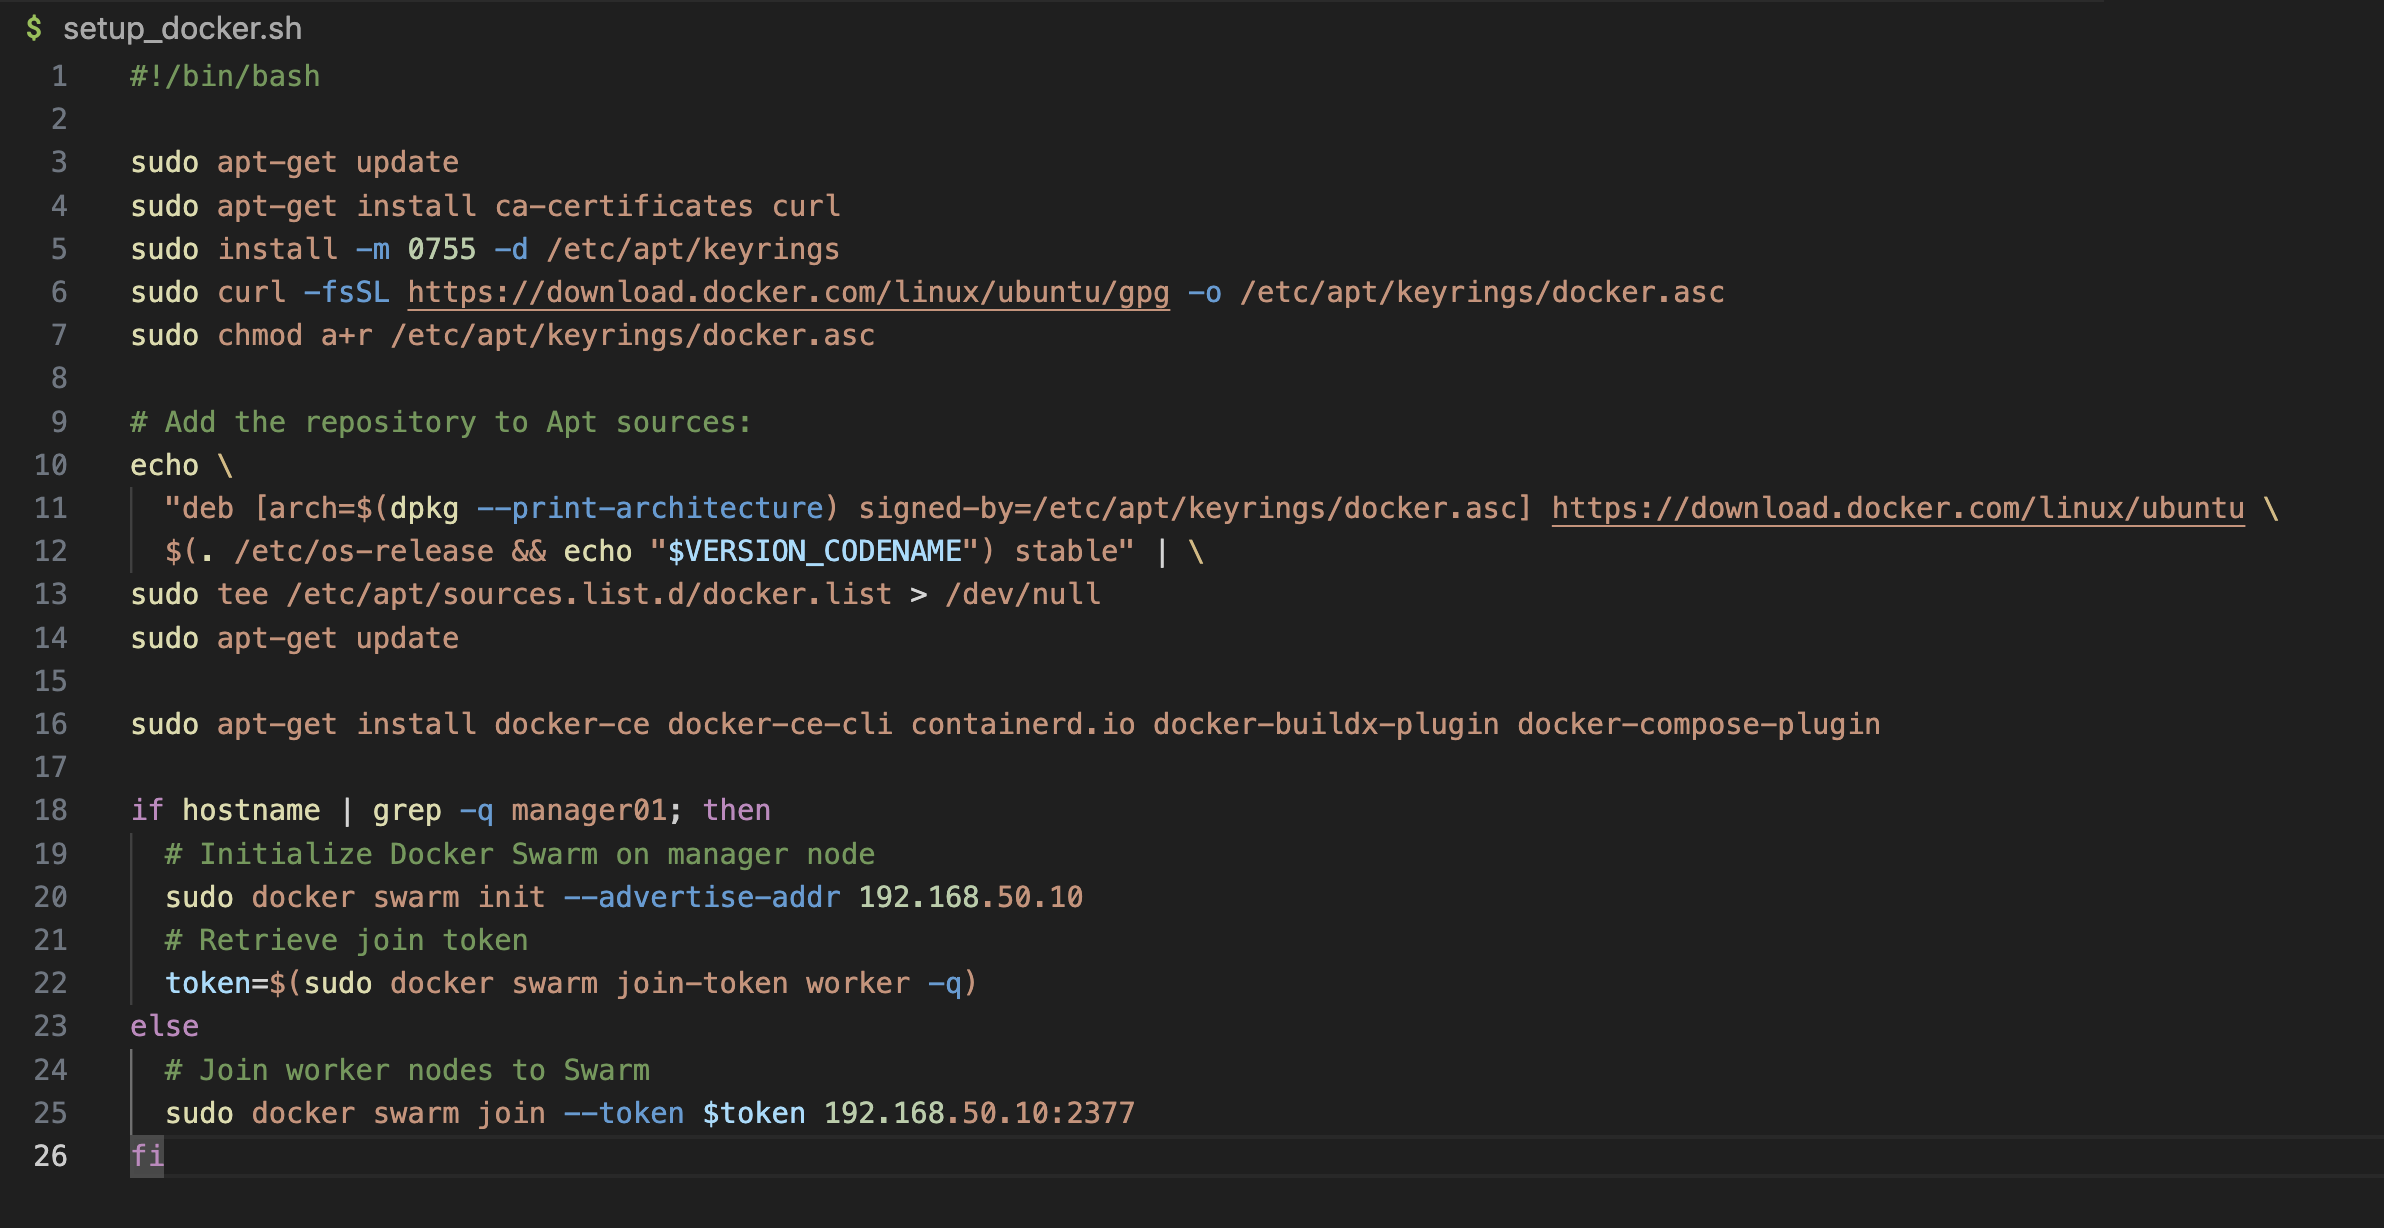 $ setup_docker.sh
1 #!/bin/bash
2
3 sudo apt-get update
4 sudo apt-get install ca-certificates curl
5 sudo install -m 0755 -d /etc/apt/keyrings
6 sudo curl -fsSL https://download.docker.com/linux/ubuntu/gpg -o /etc/apt/keyrings/docker.asc
7 sudo chmod a+r /etc/apt/keyrings/docker.asc
8
9 # Add the repository to Apt sources:
10 echo \
11   "deb [arch=$(dpkg --print-architecture) signed-by=/etc/apt/keyrings/docker.asc] https://download.docker.com/linux/ubuntu \
12   $(. /etc/os-release && echo "$VERSION_CODENAME") stable" | \
13 sudo tee /etc/apt/sources.list.d/docker.list > /dev/null
14 sudo apt-get update
15
16 sudo apt-get install docker-ce docker-ce-cli containerd.io docker-buildx-plugin docker-compose-plugin
17
18 if hostname | grep -q manager01; then
19   # Initialize Docker Swarm on manager node
20   sudo docker swarm init --advertise-addr 192.168.50.10
21   # Retrieve join token
22   token=$(sudo docker swarm join-token worker -q)
23 else
24   # Join worker nodes to Swarm
25   sudo docker swarm join --token $token 192.168.50.10:2377
26 fi